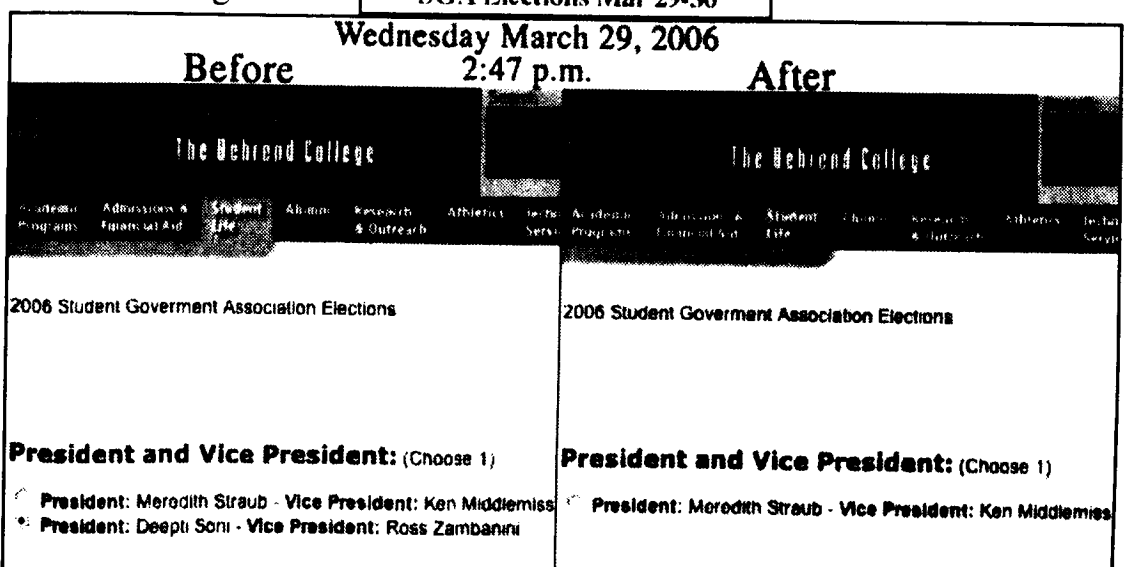 SGA Elections Mar 29-30
Wednesday March 29, 2006
Before 2:47 p.m. After
The Behrend College
Academic Programs
Admissions & Financial Aid
Student Life
Alumni
Research & Outreach
Athletics
2006 Student Goverment Association Elections
President and Vice President: (Choose 1)
President: Meredith Straub - Vice President: Ken Middlemiss
President: Deepti Soni - Vice President: Ross Zambanini
The Behrend College
Academic Programs
Admissions & Financial Aid
Student Life
Alumni
Research & Outreach
Athletics
2006 Student Goverment Association Elections
President and Vice President: (Choose 1)
President: Meredith Straub - Vice President: Ken Middlemiss